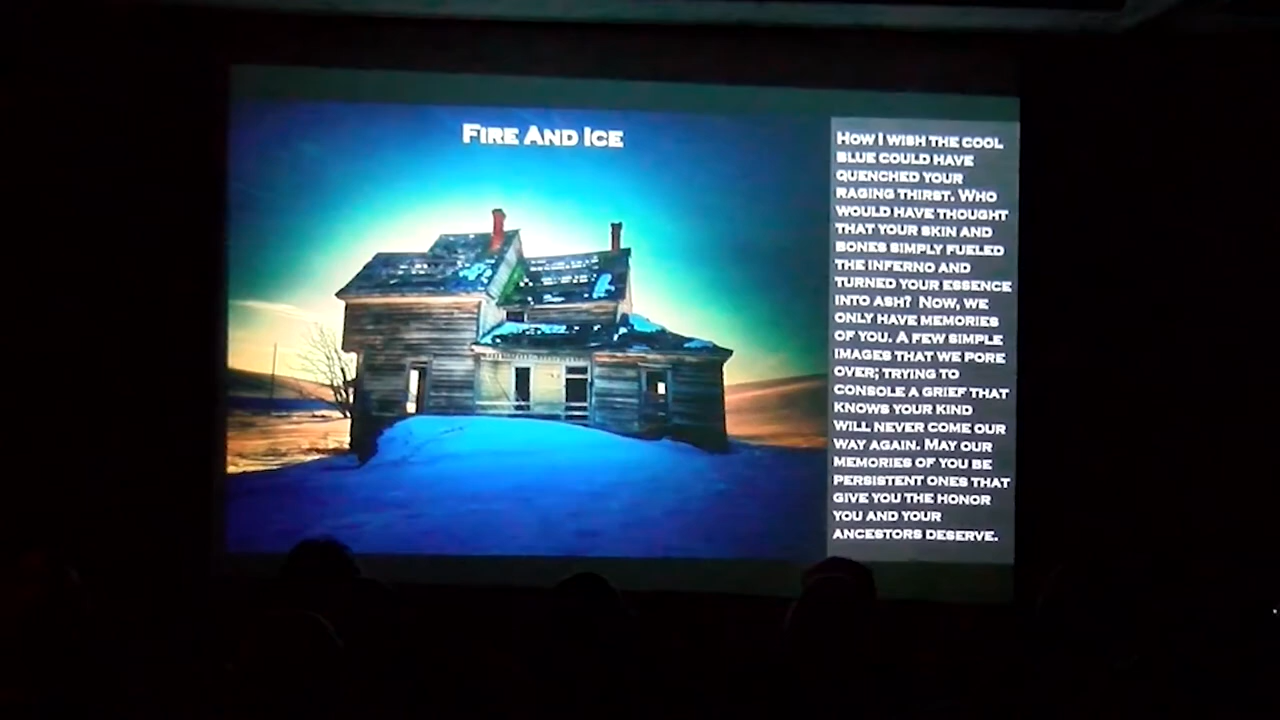 FIRE AND ICE
HOW I WISH THE COOL
BLUE COULD HAVE
QUENCHED YOUR
RAGING THIRST. WHO
WOULD HAVE THOUGHT
THAT YOUR SKIN AND
BONES SIMPLY FUELED
THE INFERNO AND
TURNED YOUR ESSENCE
INTO ASH? NOW, WE
ONLY HAVE MEMORIES
OF YOU. A FEW SIMPLE
IMAGES THAT WE PORE
OVER; TRYING TO
CONSOLE A GRIEF THAT
KNOWS YOUR KIND
WILL NEVER COME OUR
WAY AGAIN. MAY OUR
MEMORIES OF YOU BE
PERSISTENT ONES THAT
GIVE YOU THE HONOR
YOU AND YOUR
ANCESTORS DESERVE.